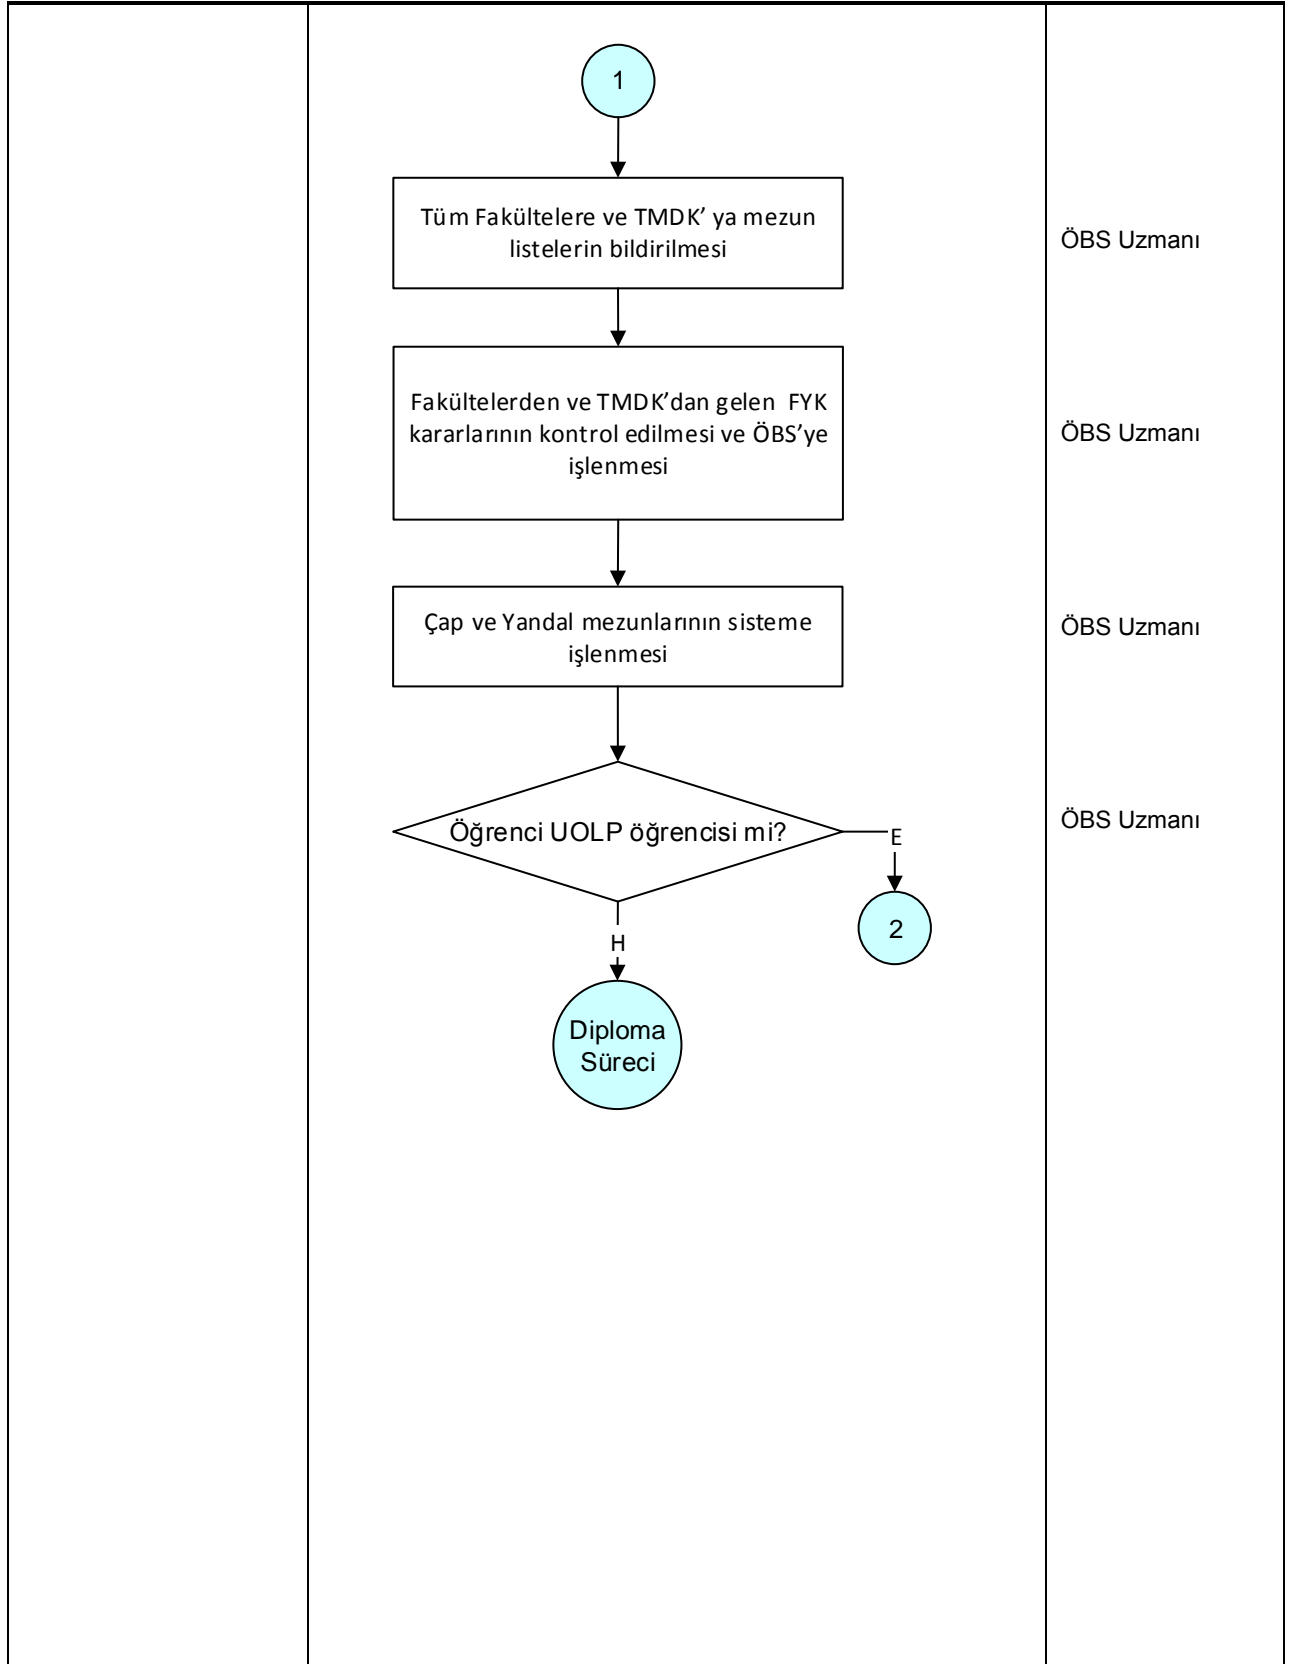 1
Tüm Fakültelere ve TMDK’ ya mezun
listelerin bildirilmesi
ÖBS Uzmanı
Fakültelerden ve TMDK’dan gelen FYK
kararlarının kontrol edilmesi ve ÖBS’ye
işlenmesi
ÖBS Uzmanı
Çap ve Yandal mezunlarının sisteme
işlenmesi
ÖBS Uzmanı
Öğrenci UOLP öğrencisi mi?
ÖBS Uzmanı
E
2
H
Diploma
Süreci